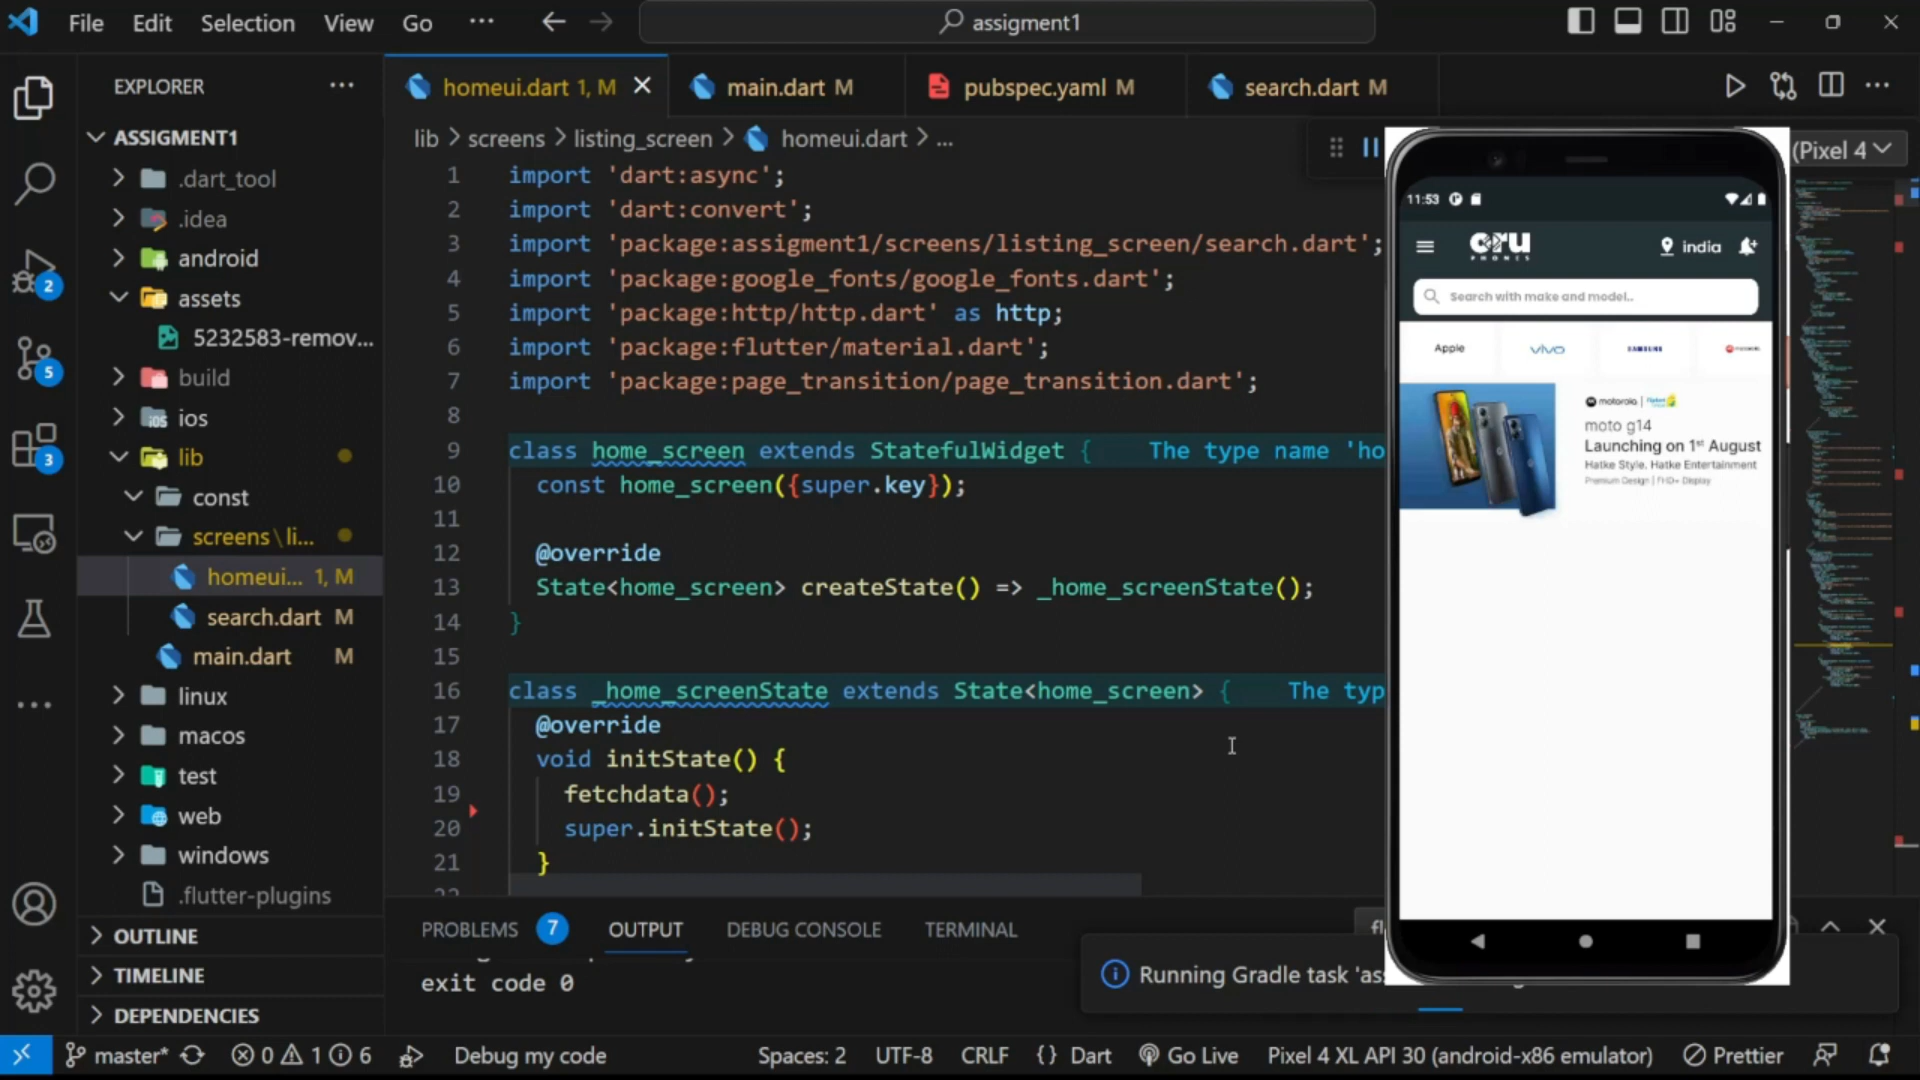 File Edit Selection View Go ···
assigment1
EXPLORER ···
ASSIGMENT1
.dart_tool
.idea
android
assets
5232583-remov...
build
ios
lib
const
screens\li...
homeui... 1, M
search.dart M
main.dart M
linux
macos
test
web
windows
.flutter-plugins
OUTLINE
TIMELINE
DEPENDENCIES
2
5
3
homeui.dart 1, M
main.dart M
pubspec.yaml M
search.dart M
lib > screens > listing_screen > homeui.dart > ...
(Pixel 4
1 import 'dart:async';
2 import 'dart:convert';
3 import 'package:assigment1/screens/listing_screen/search.dart';
4 import 'package:google_fonts/google_fonts.dart';
5 import 'package:http/http.dart' as http;
6 import 'package:flutter/material.dart';
7 import 'package:page_transition/page_transition.dart';
8
9 class home_screen extends StatefulWidget { The type name 'ho
10 const home_screen({super.key});
11
12 @override
13 State<home_screen> createState() => _home_screenState();
14 }
15
16 class _home_screenState extends State<home_screen> { The typ
17 @override
18 void initState() {
19 fetchdata();
20 super.initState();
21 }
22
11:53
oru
PHONES
india
Search with make and model..
Apple
vivo
SAMSUNG
motorola
motorola | Flipkart
moto g14
Launching on 1st August
Hatke Style. Hatke Entertainment
Premium Design | FHD+ Display
PROBLEMS 7 OUTPUT DEBUG CONSOLE TERMINAL
exit code 0
Running Gradle task 'ass
master* 0 1 6 Debug my code Spaces: 2 UTF-8 CRLF {} Dart Go Live Pixel 4 XL API 30 (android-x86 emulator) Prettier